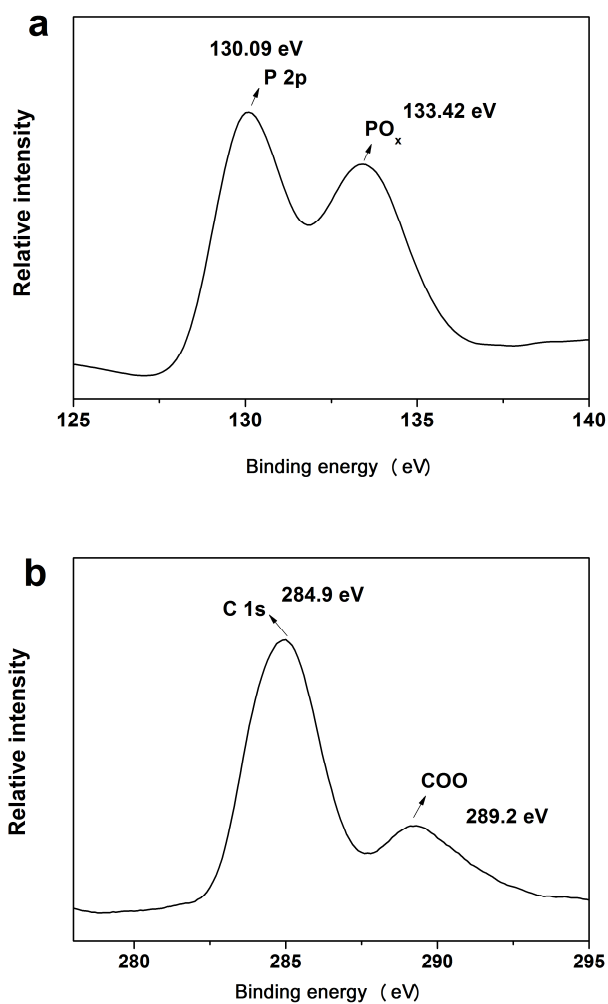 a
130.09 eV
P 2p
133.42 eV
POx
Relative intensity
125 130 135 140
Binding energy (eV)
b
284.9 eV
C 1s
COO
289.2 eV
Relative intensity
280 285 290 295
Binding energy (eV)